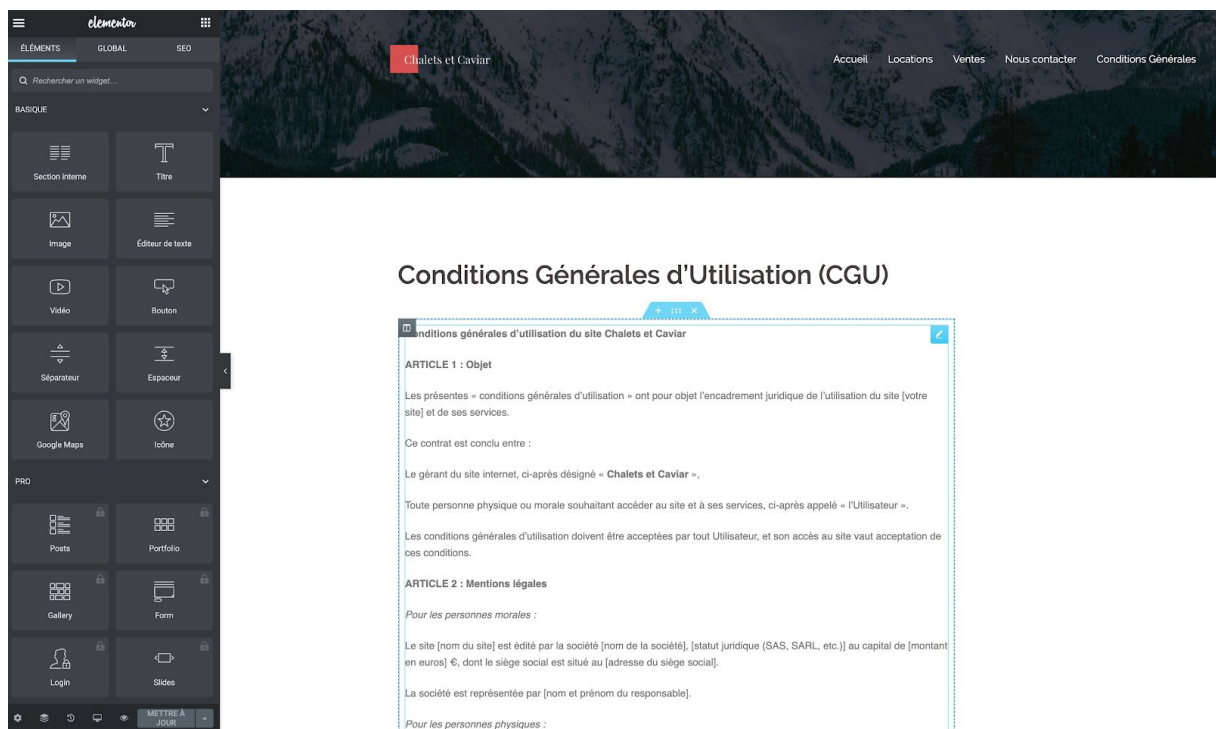 elementor
ÉLÉMENTS
GLOBAL
SEO
Rechercher un widget...
BASIQUE
Section interne
Titre
Image
Éditeur de texte
Vidéo
Bouton
Séparateur
Espaceur
Google Maps
Icône
PRO
Posts
Portfolio
Gallery
Form
Login
Slides
METTRE À
JOUR
Chalets et Caviar
Accueil
Locations
Ventes
Nous contacter
Conditions Générales
Conditions Générales d'Utilisation (CGU)
onditions générales d'utilisation du site Chalets et Caviar
ARTICLE 1 : Objet
Les présentes « conditions générales d'utilisation » ont pour objet l'encadrement juridique de l'utilisation du site [votre
site] et de ses services.
Ce contrat est conclu entre :
Le gérant du site internet, ci-après désigné « Chalets et Caviar »,
Toute personne physique ou morale souhaitant accéder au site et à ses services, ci-après appelé « l'Utilisateur ».
Les conditions générales d'utilisation doivent être acceptées par tout Utilisateur, et son accès au site vaut acceptation de
ces conditions.
ARTICLE 2 : Mentions légales
Pour les personnes morales :
Le site [nom du site] est édité par la société [nom de la société], [statut juridique (SAS, SARL, etc.)] au capital de [montant
en euros] €, dont le siège social est situé au [adresse du siège social].
La société est représentée par [nom et prénom du responsable].
Pour les personnes physiques :